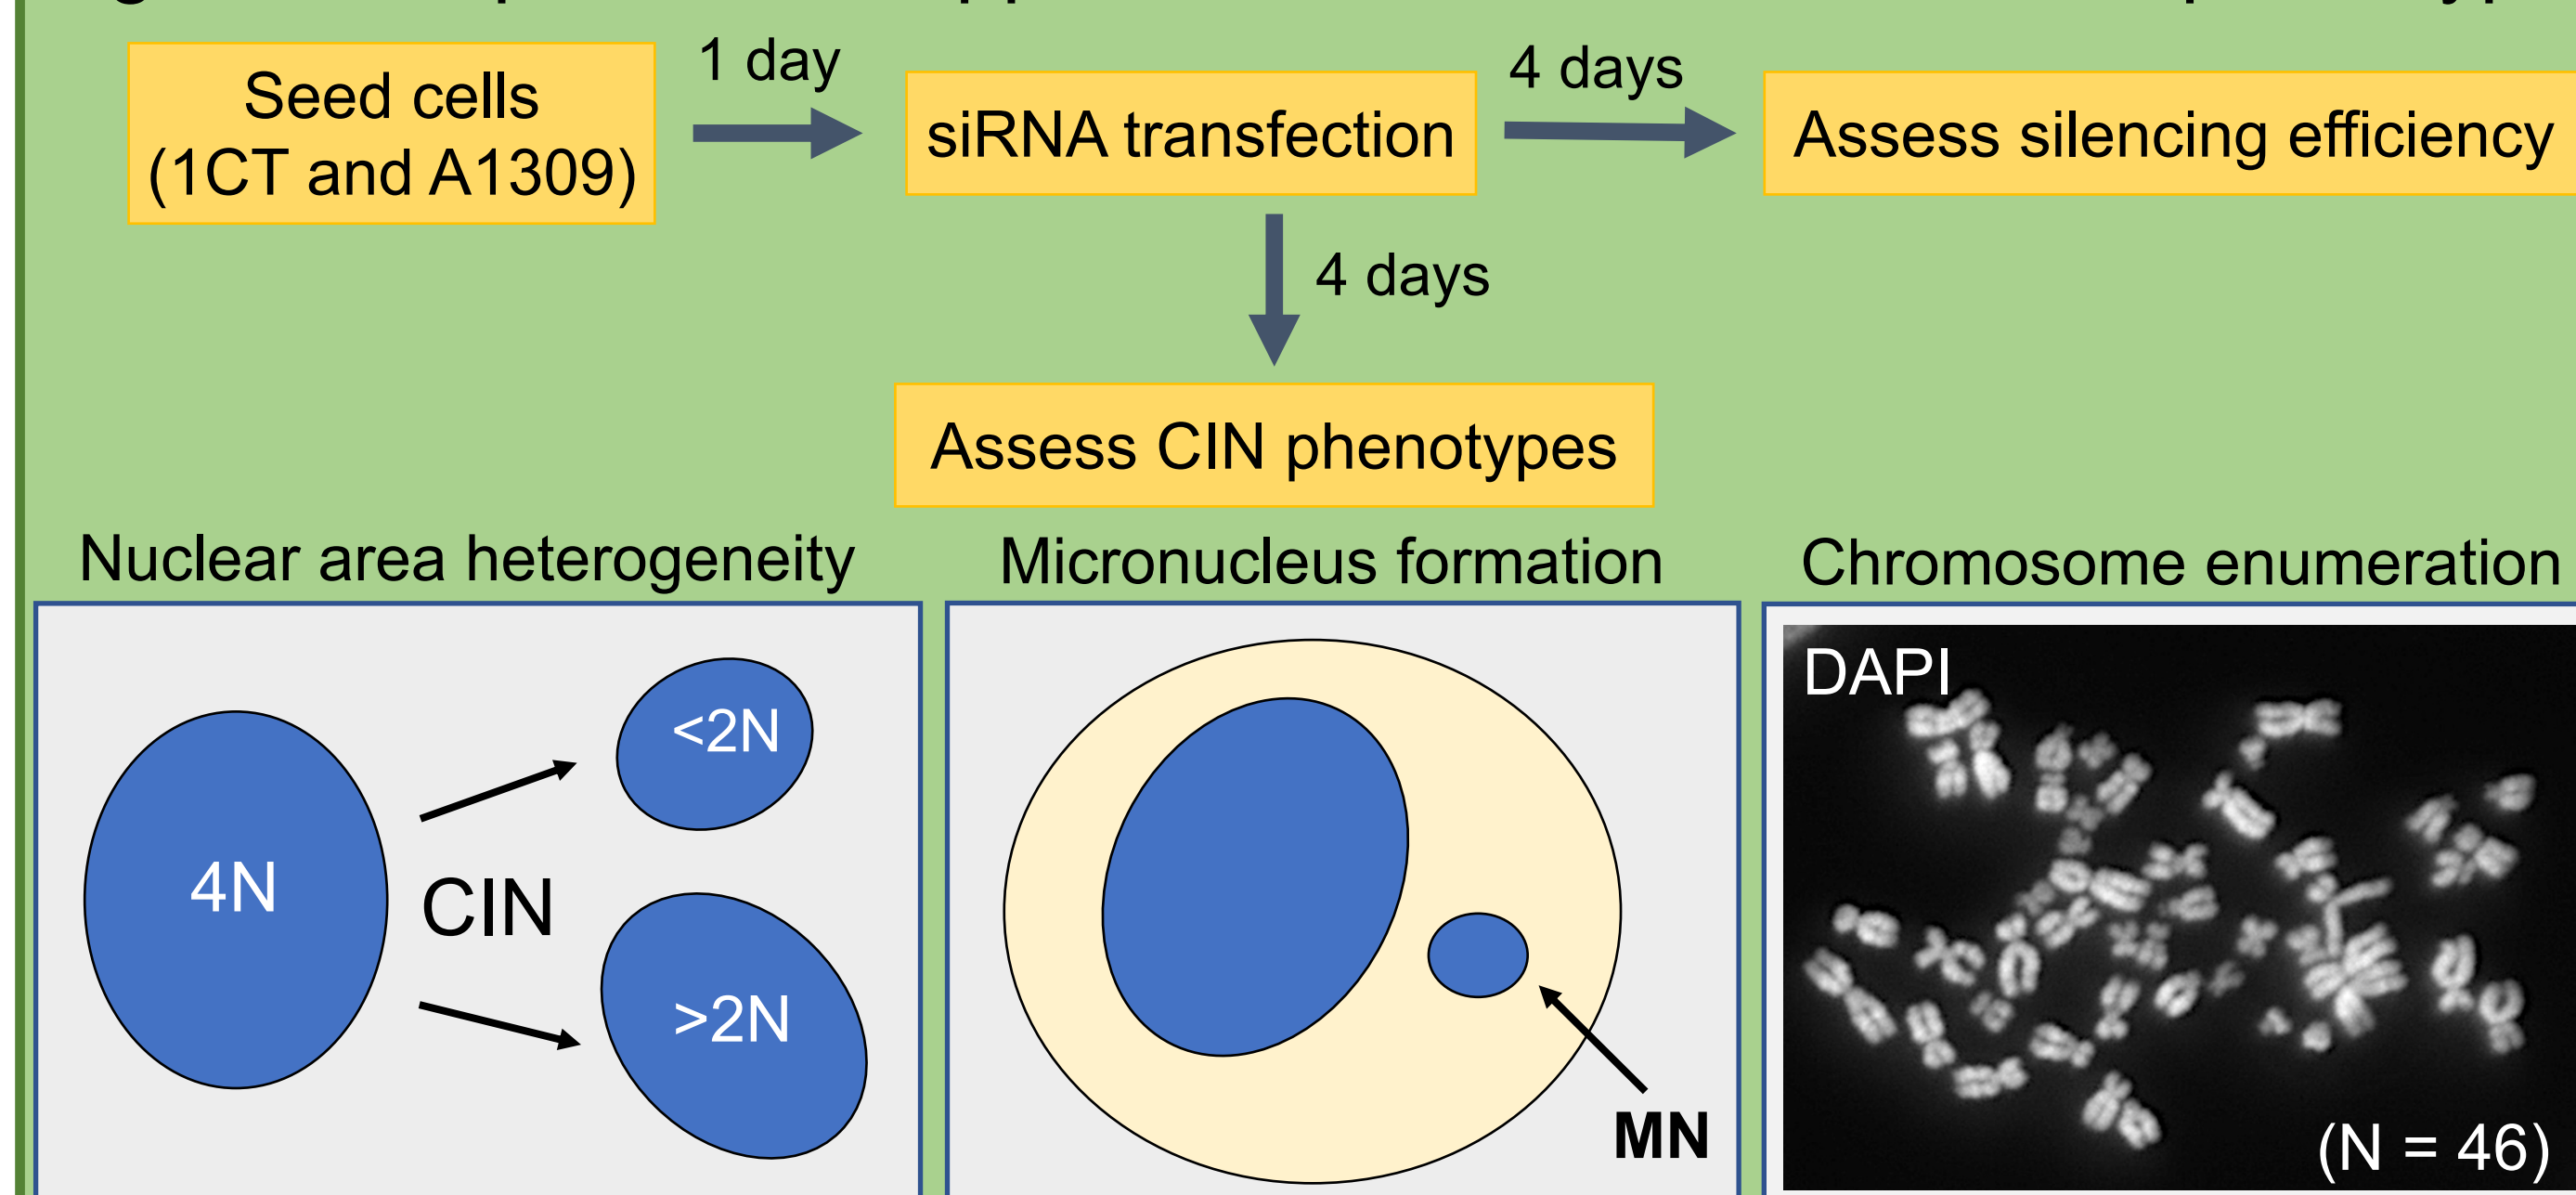 Seed cells
(1CT and A1309)
1 day
siRNA transfection
4 days
Assess silencing efficiency
4 days
Assess CIN phenotypes
Nuclear area heterogeneity
Micronucleus formation
Chromosome enumeration
4N
CIN
<2N
>2N
MN
DAPI
(N = 46)